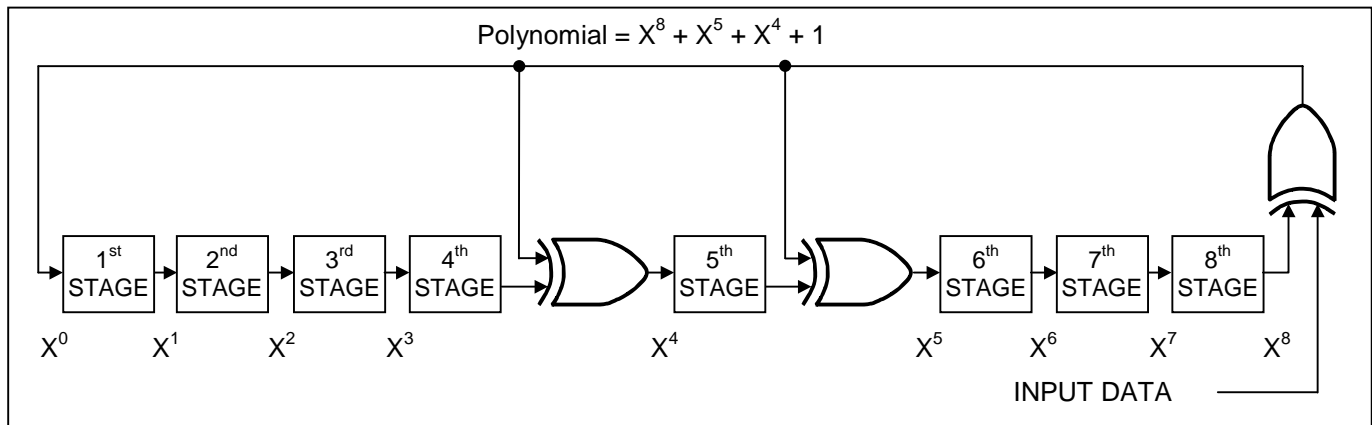 Polynomial = X⁸ + X⁵ + X⁴ + 1
1ˢᵗ STAGE
2ⁿᵈ STAGE
3ʳᵈ STAGE
4ᵗʰ STAGE
5ᵗʰ STAGE
6ᵗʰ STAGE
7ᵗʰ STAGE
8ᵗʰ STAGE
X⁰ X¹ X² X³ X⁴ X⁵ X⁶ X⁷ X⁸
INPUT DATA